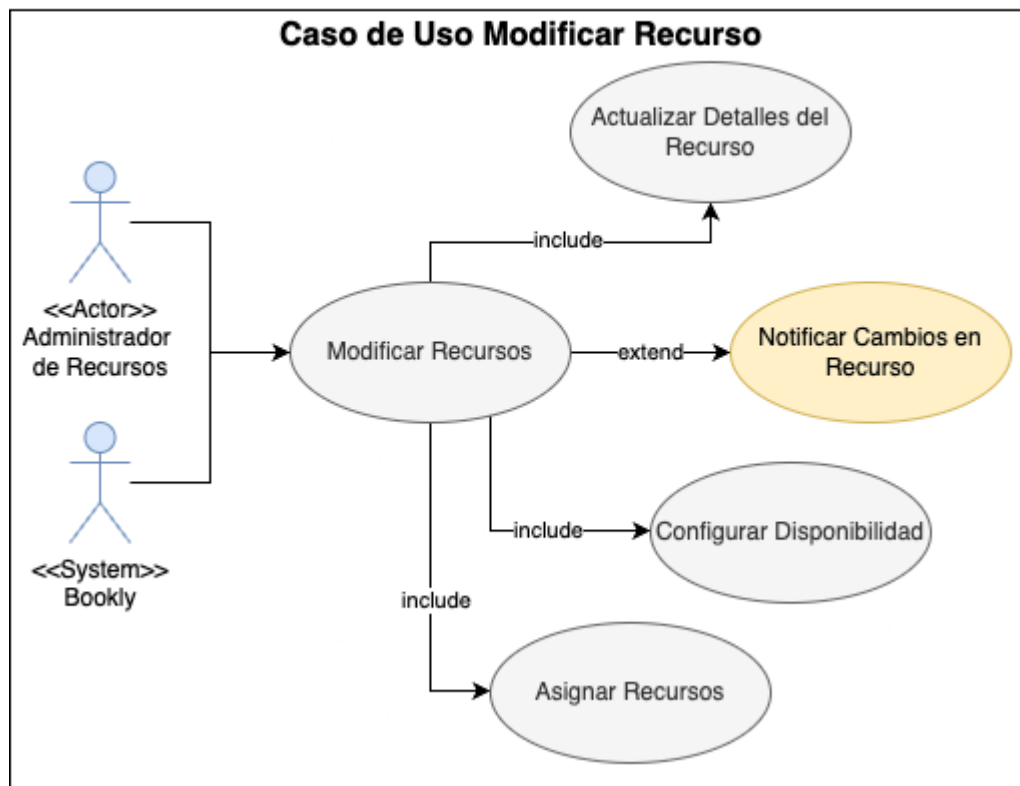 Caso de Uso Modificar Recurso
Actualizar Detalles del
Recurso
include
<<Actor>>
Administrador
de Recursos
Modificar Recursos
extend
Notificar Cambios en
Recurso
<<System>>
Bookly
include
Configurar Disponibilidad
include
Asignar Recursos